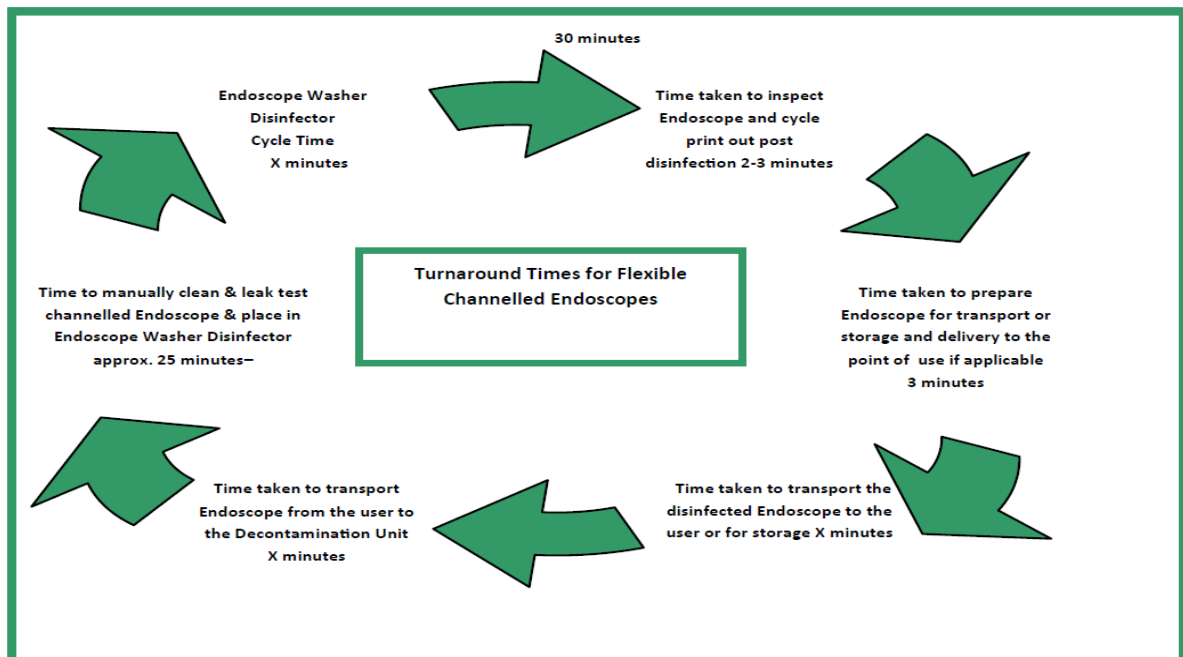 30 minutes
Endoscope Washer
Disinfector
Cycle Time
X minutes
Time taken to inspect
Endoscope and cycle
print out post
disinfection 2-3 minutes
Turnaround Times for Flexible
Channelled Endoscopes
Time to manually clean & leak test
channelled Endoscope & place in
Endoscope Washer Disinfector
approx. 25 minutes–
Time taken to prepare
Endoscope for transport or
storage and delivery to the
point of use if applicable
3 minutes
Time taken to transport
Endoscope from the user to
the Decontamination Unit
X minutes
Time taken to transport the
disinfected Endoscope to the
user or for storage X minutes